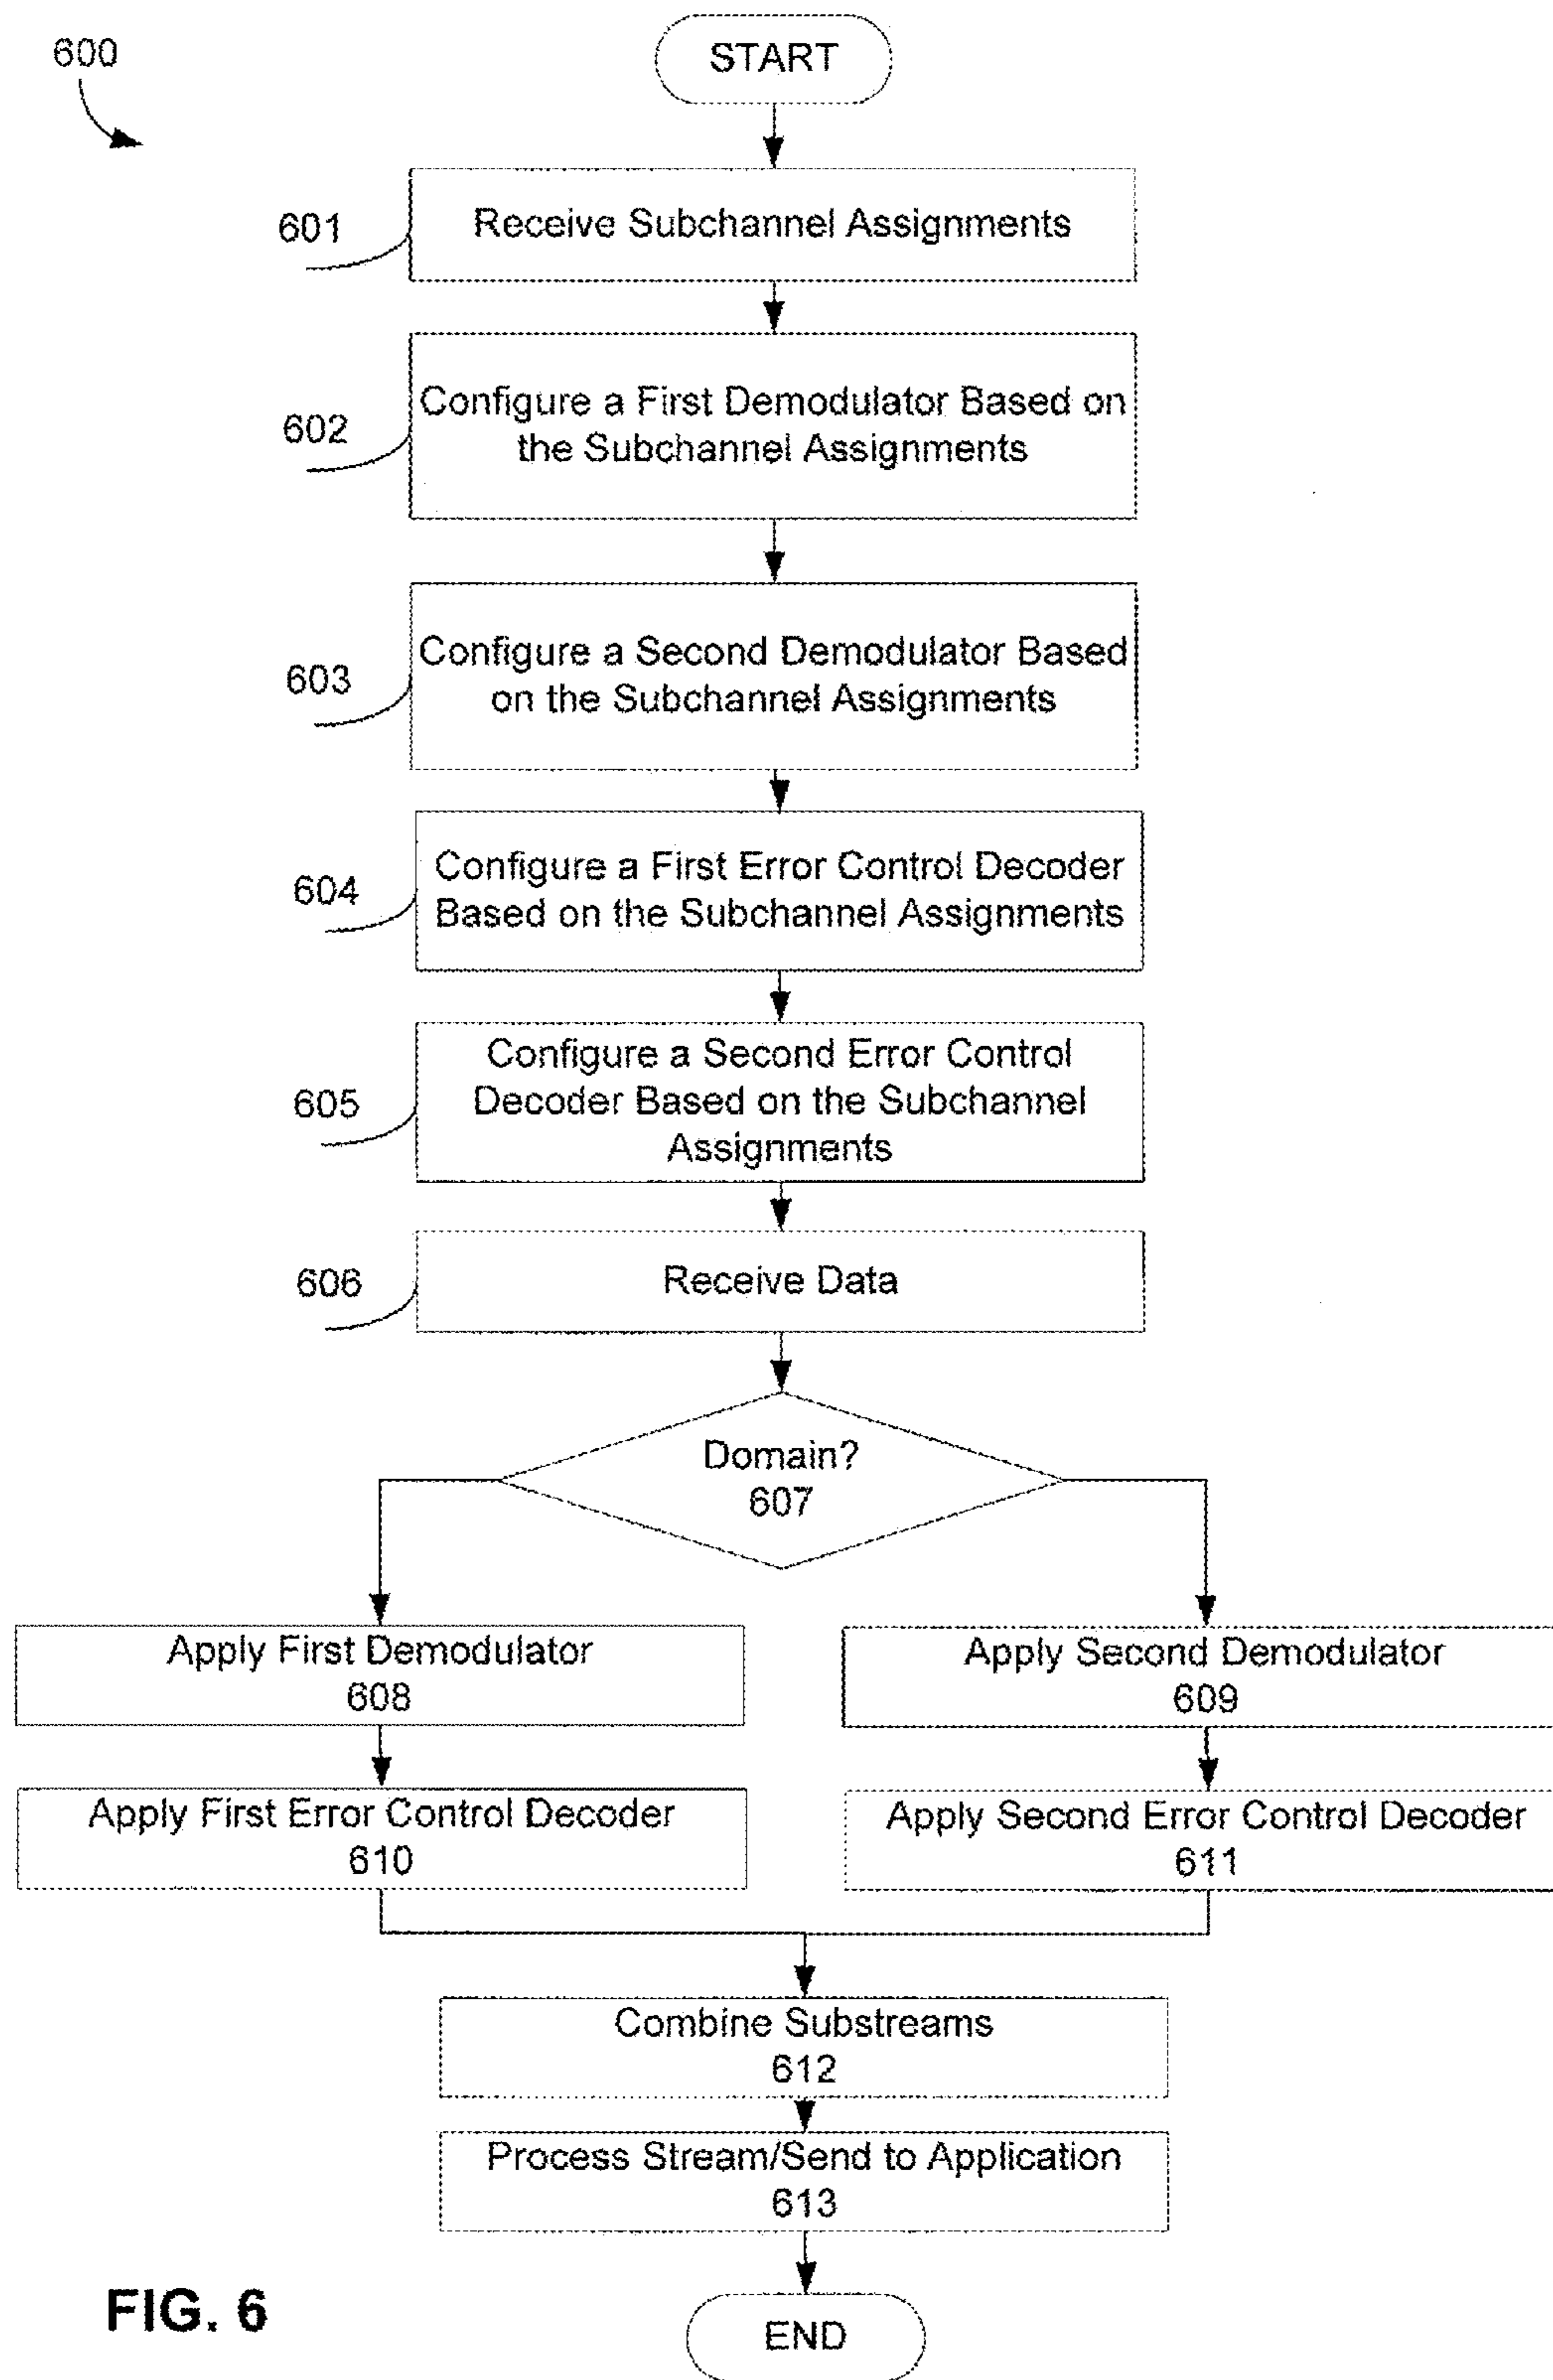 600
START
601
Receive Subchannel Assignments
602
Configure a First Demodulator Based on
the Subchannel Assignments
603
Configure a Second Demodulator Based
on the Subchannel Assignments
604
Configure a First Error Control Decoder
Based on the Subchannel Assignments
605
Configure a Second Error Control
Decoder Based on the Subchannel
Assignments
606
Receive Data
Domain?
607
Apply First Demodulator
608
Apply Second Demodulator
609
Apply First Error Control Decoder
610
Apply Second Error Control Decoder
611
Combine Substreams
612
Process Stream/Send to Application
613
END
FIG. 6